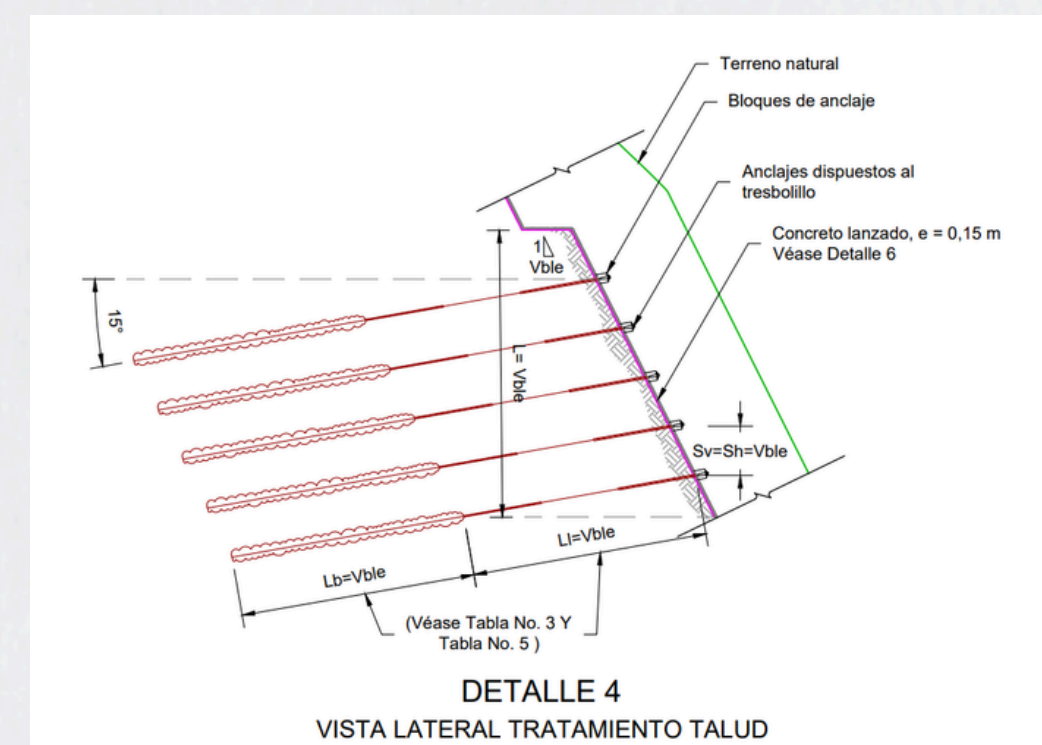 Terreno natural
Bloques de anclaje
Anclajes dispuestos al
tresbolillo
Concreto lanzado, e = 0,15 m
Véase Detalle 6
1
Vble
15°
L= Vble
Sv=Sh=Vble
Ll=Vble
Lb=Vble
(Véase Tabla No. 3 Y
Tabla No. 5 )
DETALLE 4
VISTA LATERAL TRATAMIENTO TALUD